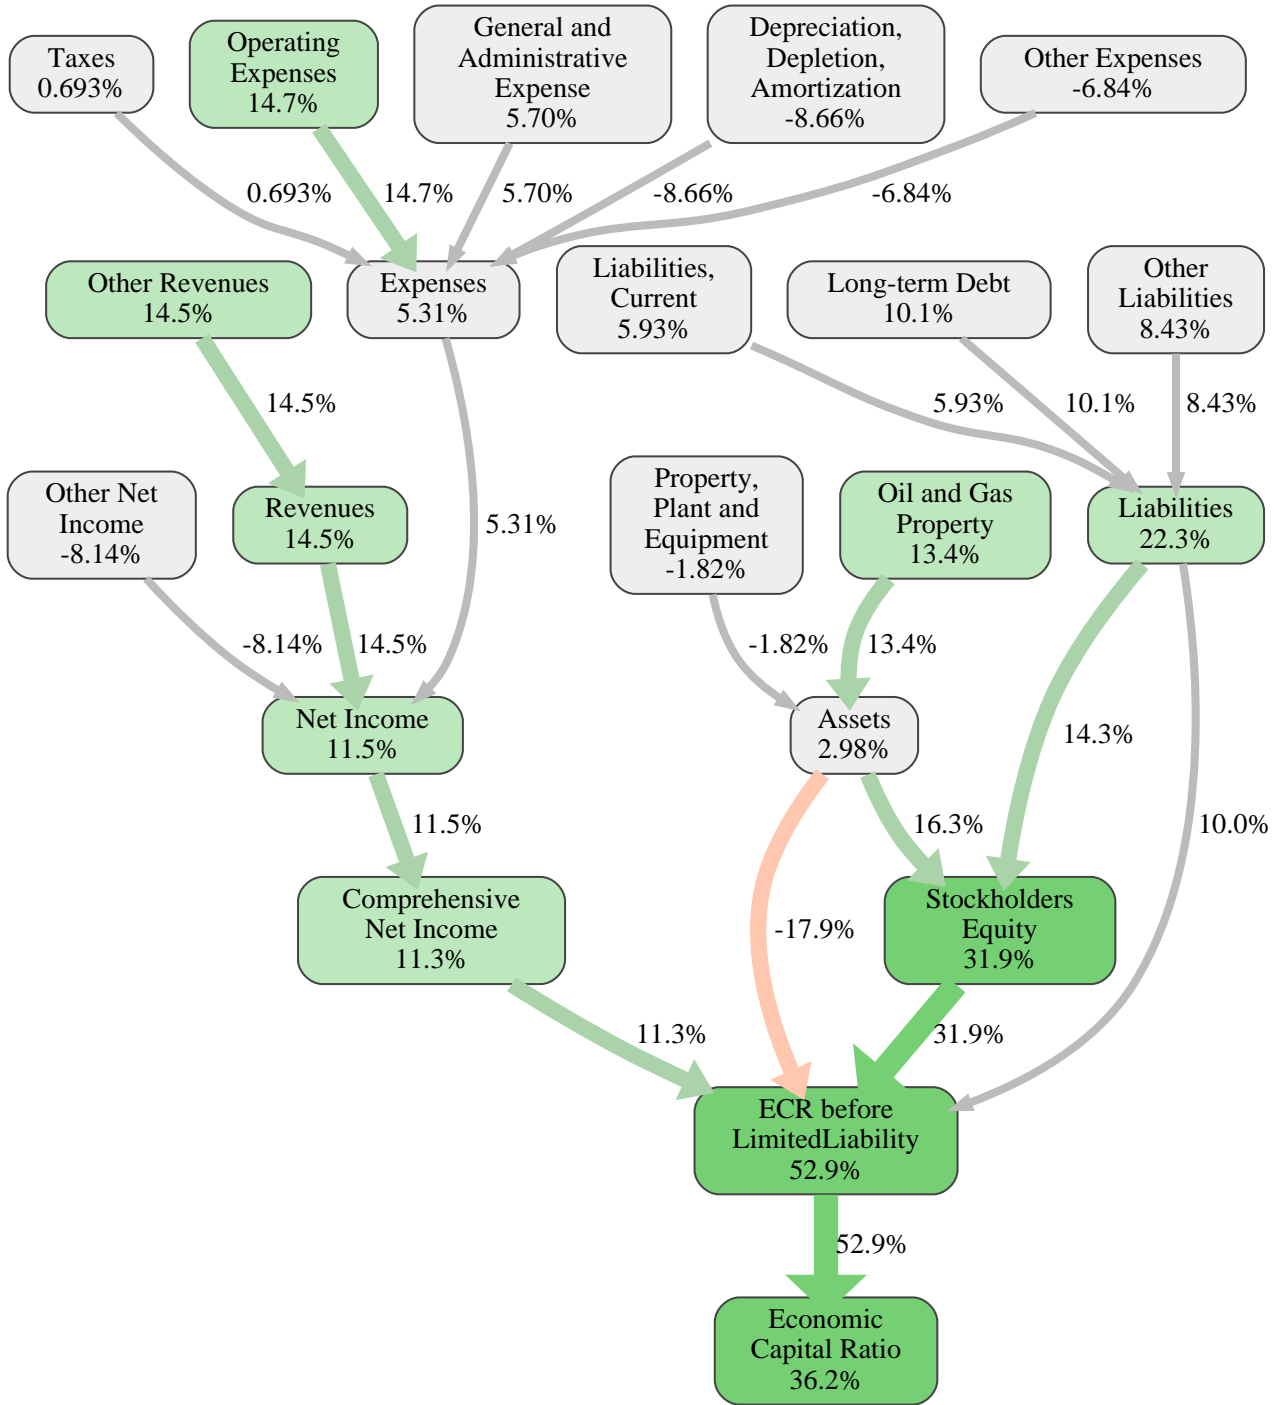 Taxes
0.693%
Operating
Expenses
14.7%
General and
Administrative
Expense
5.70%
Depreciation,
Depletion,
Amortization
-8.66%
Other Expenses
-6.84%
0.693%
14.7%
5.70%
-8.66%
-6.84%
Other Revenues
14.5%
Expenses
5.31%
Liabilities,
Current
5.93%
Long-term Debt
10.1%
Other
Liabilities
8.43%
14.5%
5.93%
10.1%
8.43%
Other Net
Income
-8.14%
Revenues
14.5%
5.31%
Property,
Plant and
Equipment
-1.82%
Oil and Gas
Property
13.4%
Liabilities
22.3%
-8.14%
14.5%
-1.82%
13.4%
Net Income
11.5%
Assets
2.98%
14.3%
11.5%
16.3%
10.0%
Comprehensive
Net Income
11.3%
-17.9%
Stockholders
Equity
31.9%
11.3%
31.9%
ECR before
LimitedLiability
52.9%
52.9%
Economic
Capital Ratio
36.2%